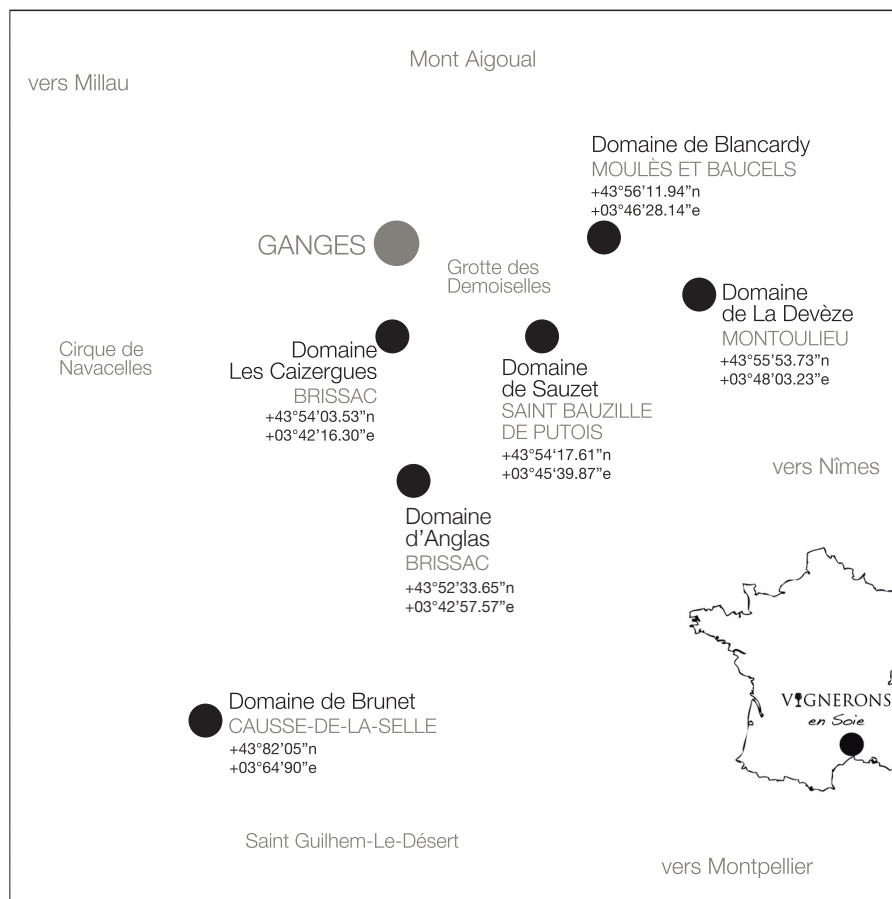 Mont Aigoual
vers Millau
Domaine de Blancardy
MOULÈS ET BAUCELS
+43°56’11.94”n
+03°46’28.14”e
GANGES
Grotte des
Demoiselles
Domaine
de La Devèze
MONTOULIEU
+43°55’53.73”n
+03°48’03.23”e
Cirque de
Navacelles
Domaine
Les Caizergues
BRISSAC
+43°54’03.53”n
+03°42’16.30”e
Domaine
de Sauzet
SAINT BAUZILLE
DE PUTOIS
+43°54‘17.61”n
+03°45’39.87”e
vers Nîmes
Domaine
d’Anglas
BRISSAC
+43°52’33.65”n
+03°42’57.57”e
Domaine de Brunet
CAUSSE-DE-LA-SELLE
+43°82’05”n
+03°64’90”e
VIGNERONS
en Soie
Saint Guilhem-Le-Désert
vers Montpellier